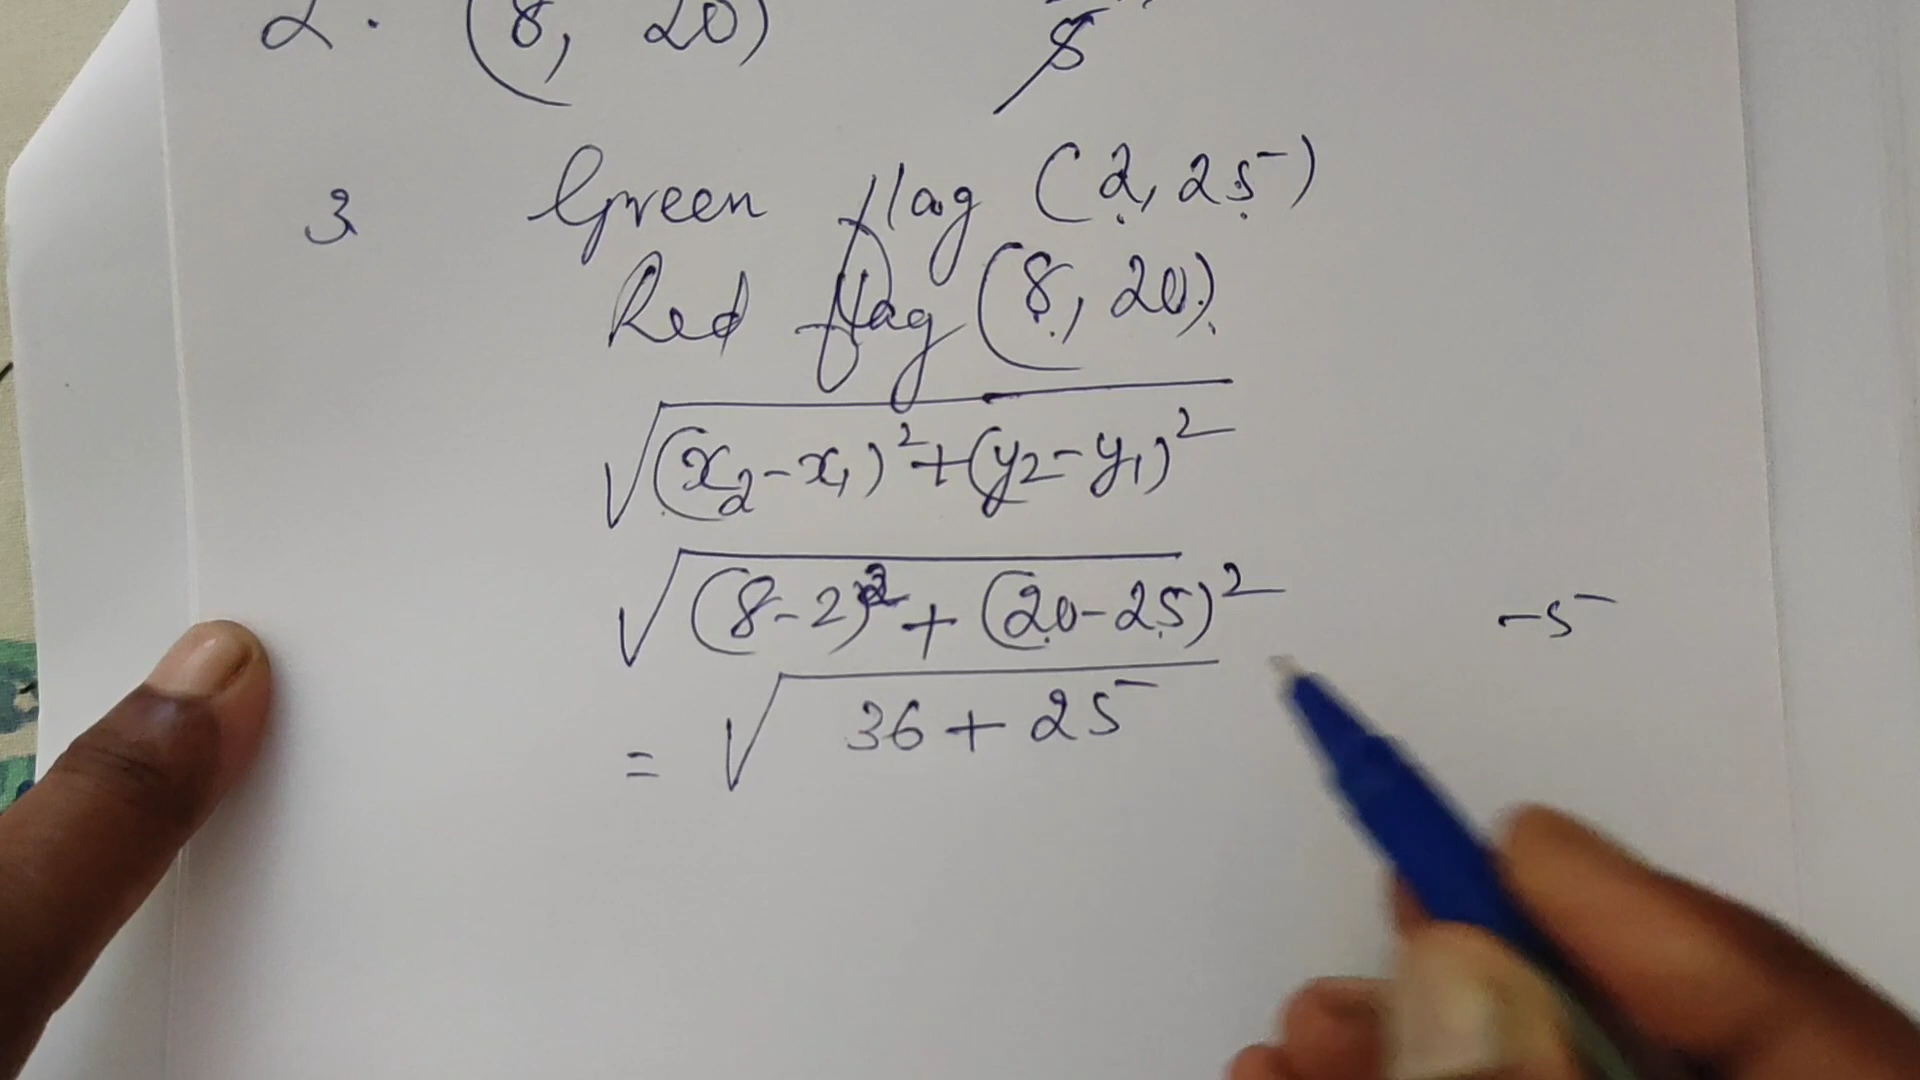 2. (8, 20)
3 Green flag (2, 25)
Red flag (8, 20)
√(x₂-x₁)²+(y₂-y₁)²
√(8-2)²+(20-25)² -5
= √36+25